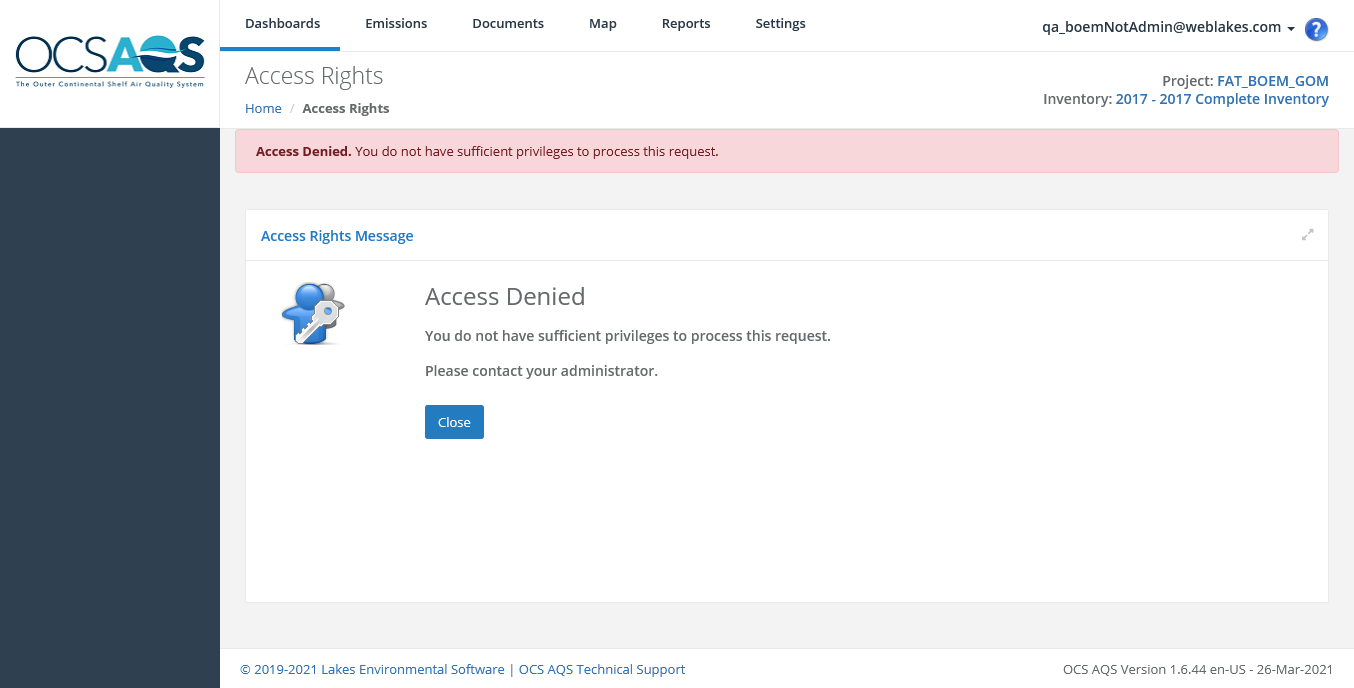 OCSAQS
The Outer Continental Shelf Air Quality System
Dashboards Emissions Documents Map Reports Settings
qa_boemNotAdmin@weblakes.com ?
Access Rights
Home / Access Rights
Project: FAT_BOEM_GOM
Inventory: 2017 - 2017 Complete Inventory
Access Denied. You do not have sufficient privileges to process this request.
Access Rights Message
Access Denied
You do not have sufficient privileges to process this request.
Please contact your administrator.
Close
© 2019-2021 Lakes Environmental Software | OCS AQS Technical Support
OCS AQS Version 1.6.44 en-US - 26-Mar-2021